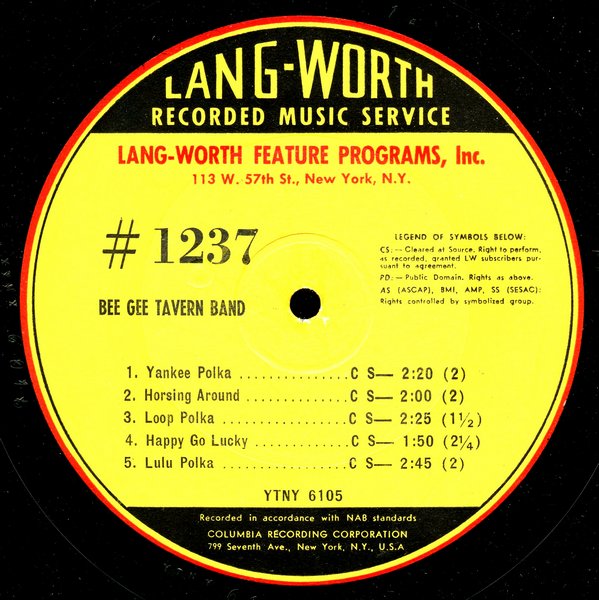 LANG-WORTH
RECORDED MUSIC SERVICE
LANG-WORTH FEATURE PROGRAMS, Inc.
113 W. 57th St., New York, N.Y.
# 1237
LEGEND OF SYMBOLS BELOW:
CS:— Cleared at Source. Right to perform,
as recorded, granted LW subscribers pur-
suant to agreement.
PD:— Public Domain. Rights as above.
AS (ASCAP), BMI, AMP, SS (SESAC):
Rights controlled by symbolized group.
BEE GEE TAVERN BAND
1. Yankee Polka ..............C S— 2:20 (2)
2. Horsing Around .............C S— 2:00 (2)
3. Loop Polka .................C S— 2:25 (1½)
4. Happy Go Lucky ............C S— 1:50 (2¼)
5. Lulu Polka .................C S— 2:45 (2)
YTNY 6105
Recorded in accordance with NAB standards
COLUMBIA RECORDING CORPORATION
799 Seventh Ave., New York, N.Y., U.S.A